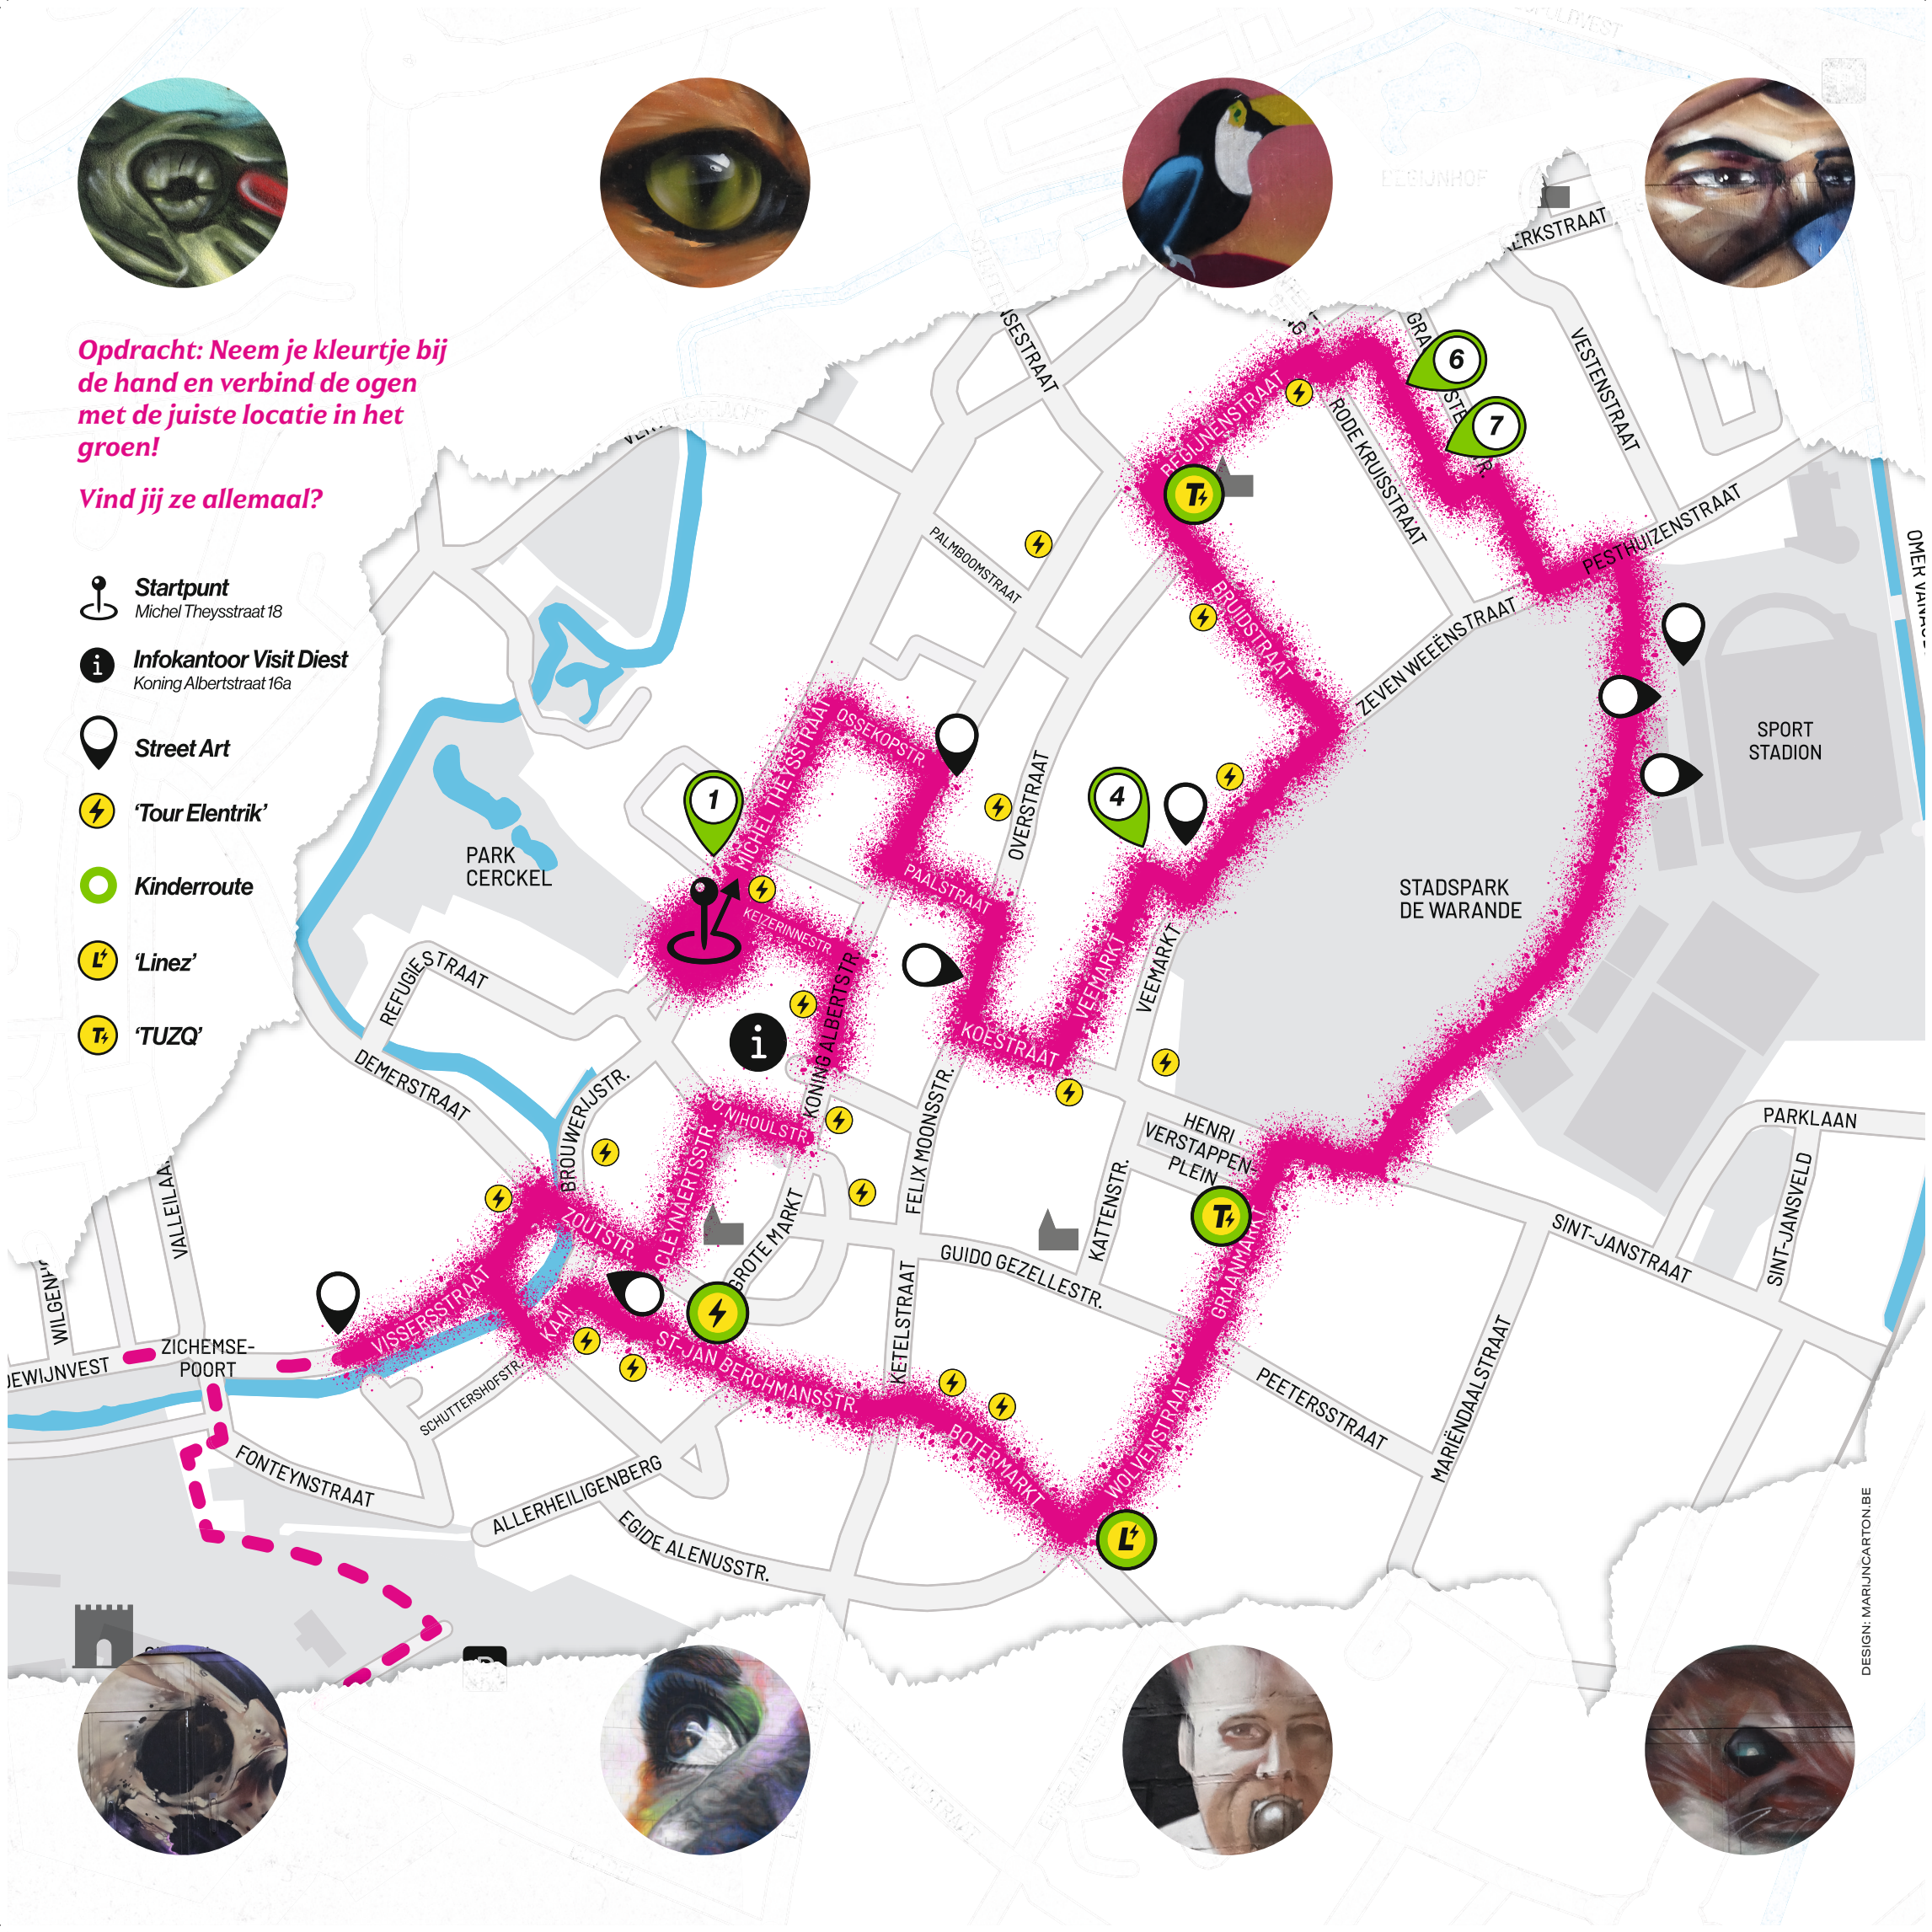 Opdracht: Neem je kleurtje bij
de hand en verbind de ogen
met de juiste locatie in het
groen!
Vind jij ze allemaal?
Startpunt
Michel Theysstraat 18
Infokantoor Visit Diest
Koning Albertstraat 16a
Street Art
'Tour Elentrik'
Kinderroute
L
'Linez'
T
'TUZQ'
BEGIJNHOF
ERKSTRAAT
6
7
VESTENSTRAAT
BEGIJNENSTRAAT
RODE KRUISSTRAAT
T
PESTHUIZENSTRAAT
PALMBOOMSTRAAT
BRUIDSTRAAT
ZEVEN WEEËNSTRAAT
SPORT
STADION
OSSEKOPSTR.
MICHEL THEYSSTRAAT
OVERSTRAAT
1
4
PARK
CERCKEL
PAALSTRAAT
STADSPARK
DE WARANDE
KEIZERINNESTR.
REFUGIESTRAAT
KONING ALBERTSTR.
VEEMARKT
VEEMARKT
KOESTRAAT
i
DEMERSTRAAT
BROUWERIJSTR.
FELIX MOONSSTR.
HENRI
VERSTAPPEN-
PLEIN
PARKLAAN
CLEYNAERTSSTR.
KATTENSTR.
SINT-JANSVELD
ZOUTSTR.
GROTE MARKT
T
GRAANMARKT
SINT-JANSTRAAT
GUIDO GEZELLESTR.
VISSERSSTRAAT
KAAI
ST-JAN BERCHMANSSTR.
KETELSTRAAT
ZICHEMSE-
POORT
SCHUTTERSHOFSTR.
PEETERSSTRAAT
MARIËNDAALSTRAAT
WOLVENSTRAAT
BOTERMARKT
FONTEYNSTRAAT
ALLERHEILIGENBERG
EGIDE ALENUSSTR.
L
DESIGN: MARIJNCARTON.BE